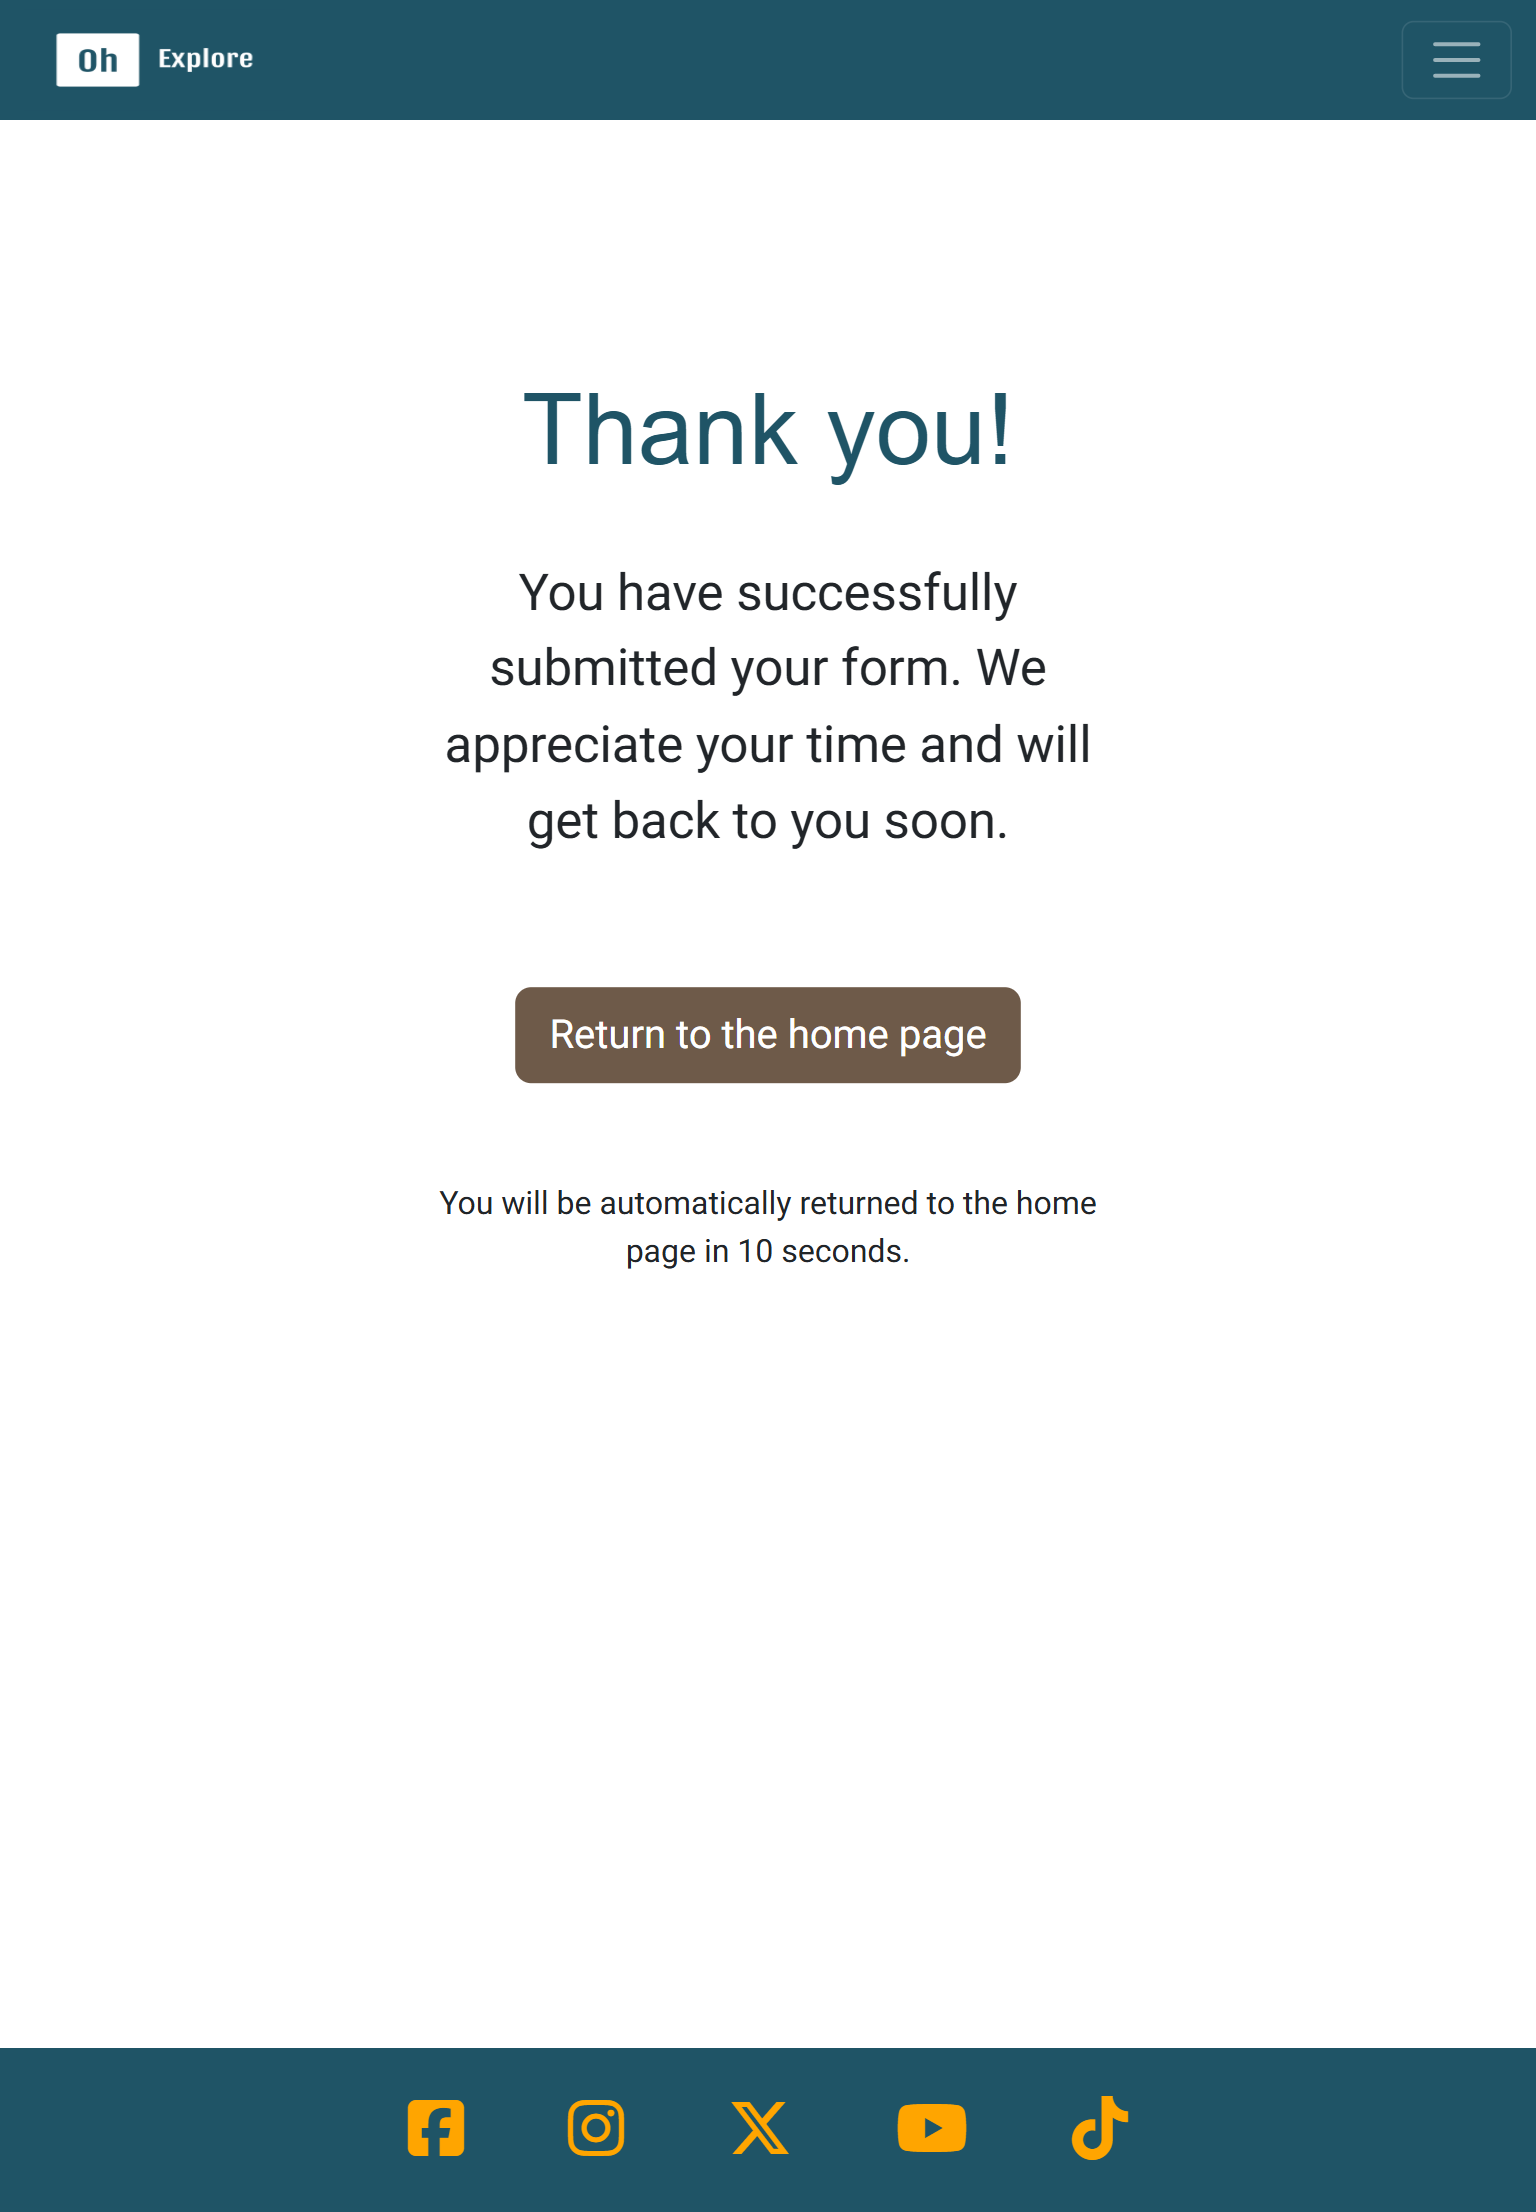 Oh Explore
Thank you!
You have successfully
submitted your form. We
appreciate your time and will
get back to you soon.
Return to the home page
You will be automatically returned to the home
page in 10 seconds.